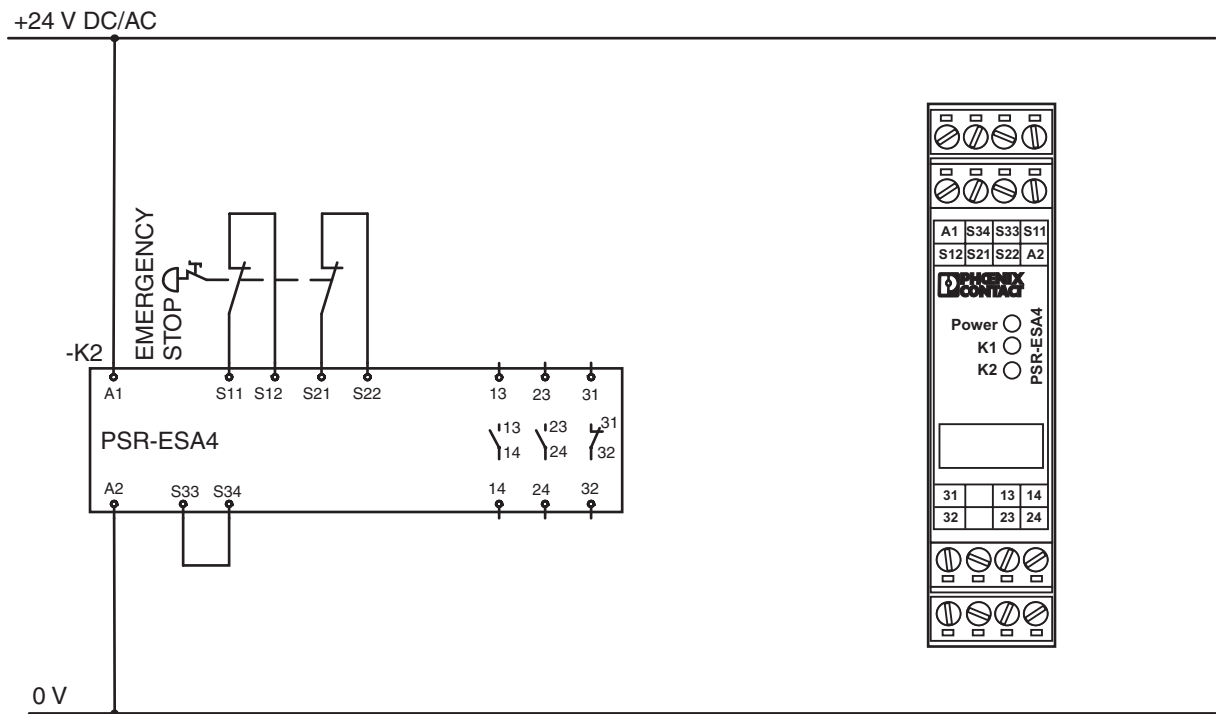 +24 V DC/AC
EMERGENCY
STOP
-K2
A1 S11 S12 S21 S22 13 23 31
PSR-ESA4
13 23 31
14 24 32
A2 S33 S34 14 24 32
0 V
A1 S34 S33 S11
S12 S21 S22 A2
PHŒNIX
CONTACT
Power
K1
K2
PSR-ESA4
31 13 14
32 23 24